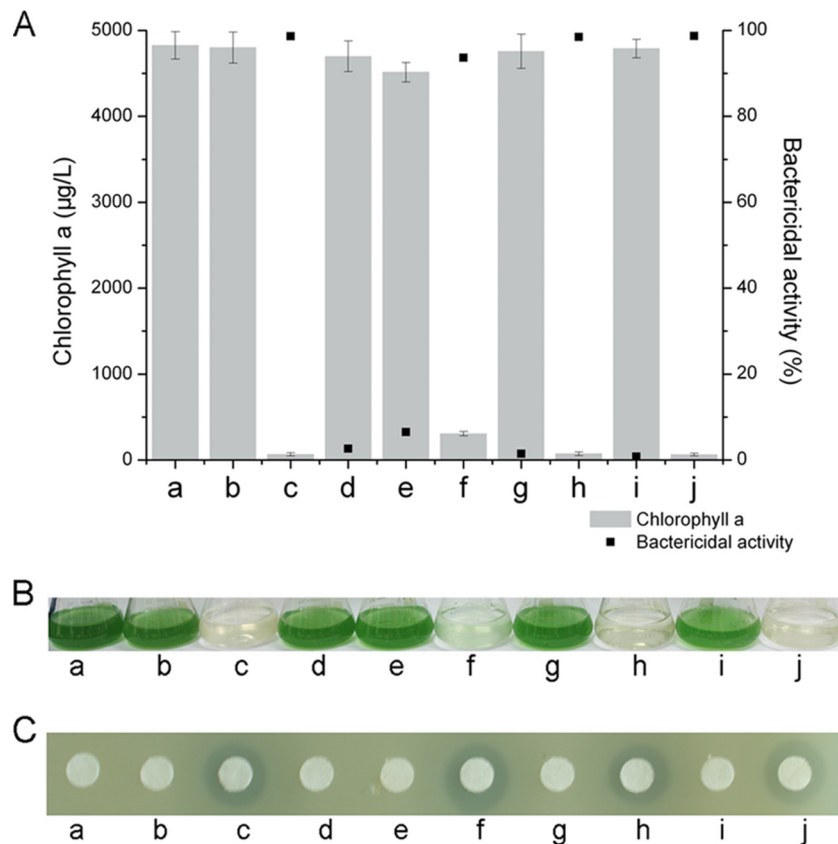 A
5000
4000
3000
2000
1000
0
Chlorophyll a (µg/L)
100
80
60
40
20
0
Bactericidal activity (%)
a b c d e f g h i j
Chlorophyll a
Bactericidal activity
B
a b c d e f g h i j
C
a b c d e f g h i j